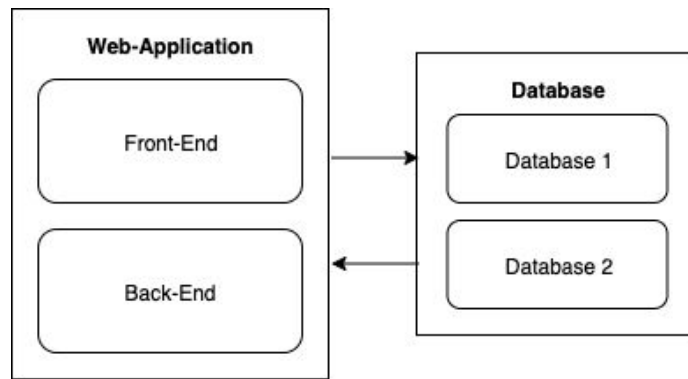 Web-Application
Front-End
Back-End
Database
Database 1
Database 2